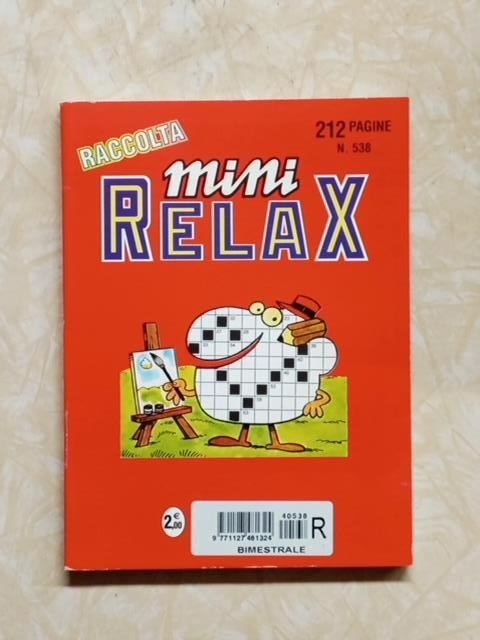 RACCOLTA
212 PAGINE
N. 538
mini
RELAX
2,00 €
40538
9 771127 461324
R
BIMESTRALE